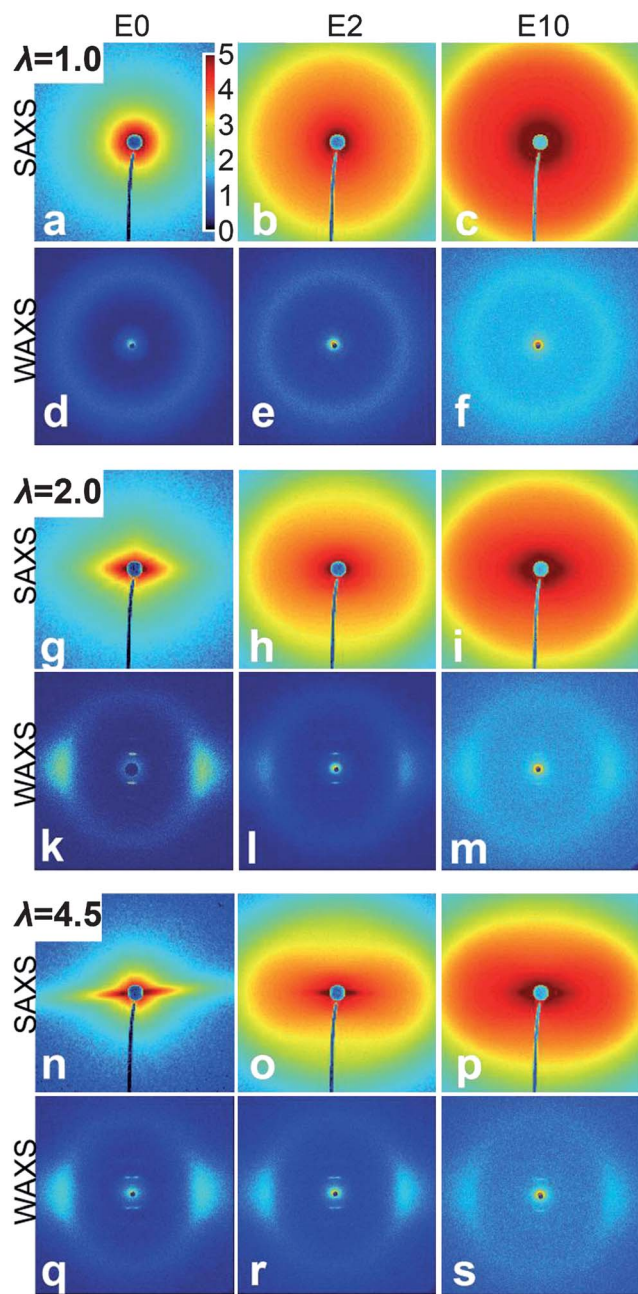 E0 E2 E10
λ=1.0
5
4
3
2
1
0
SAXS
a b c
WAXS
d e f
λ=2.0
SAXS
g h i
WAXS
k l m
λ=4.5
SAXS
n o p
WAXS
q r s